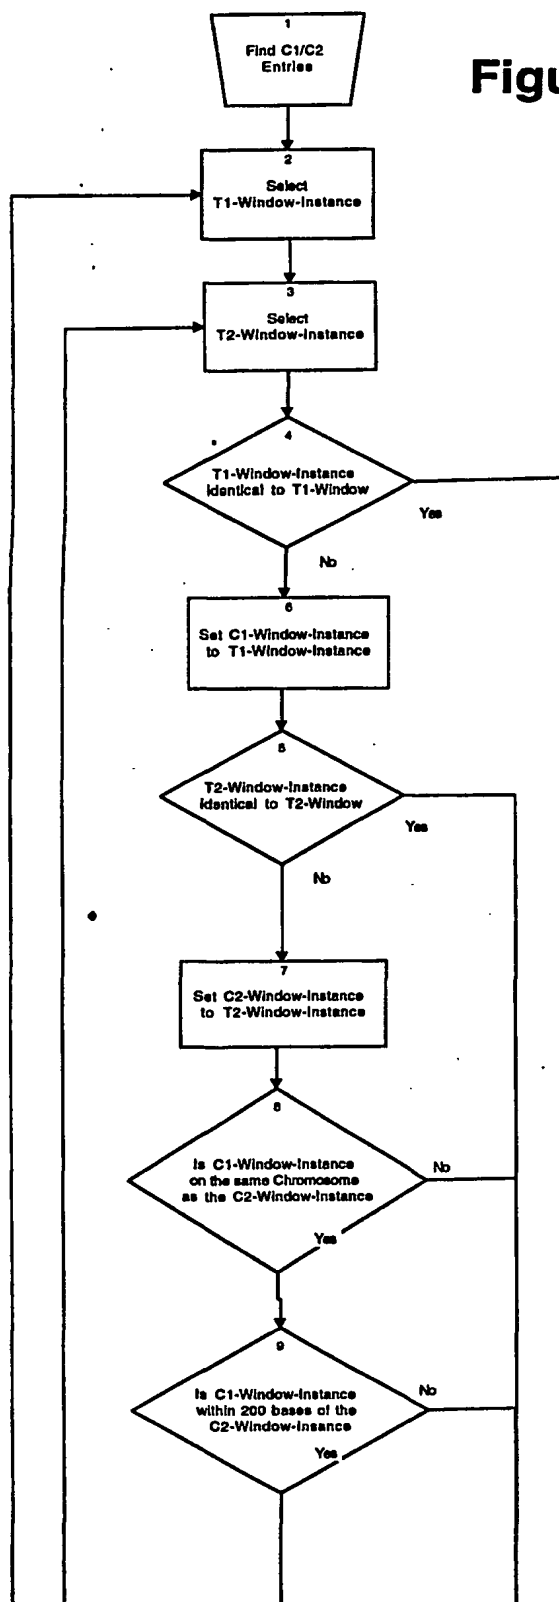 1
Find C1/C2
Entries
Figu
2
Select
T1-Window-Instance
3
Select
T2-Window-Instance
4
T1-Window-Instance
identical to T1-Window
Yes
No
6
Set C1-Window-Instance
to T1-Window-Instance
5
T2-Window-Instance
identical to T2-Window
Yes
No
7
Set C2-Window-Instance
to T2-Window-Instance
8
Is C1-Window-Instance
on the same Chromosome
as the C2-Window-Instance
No
Yes
9
Is C1-Window-Instance
within 200 bases of the
C2-Window-Insance
No
Yes